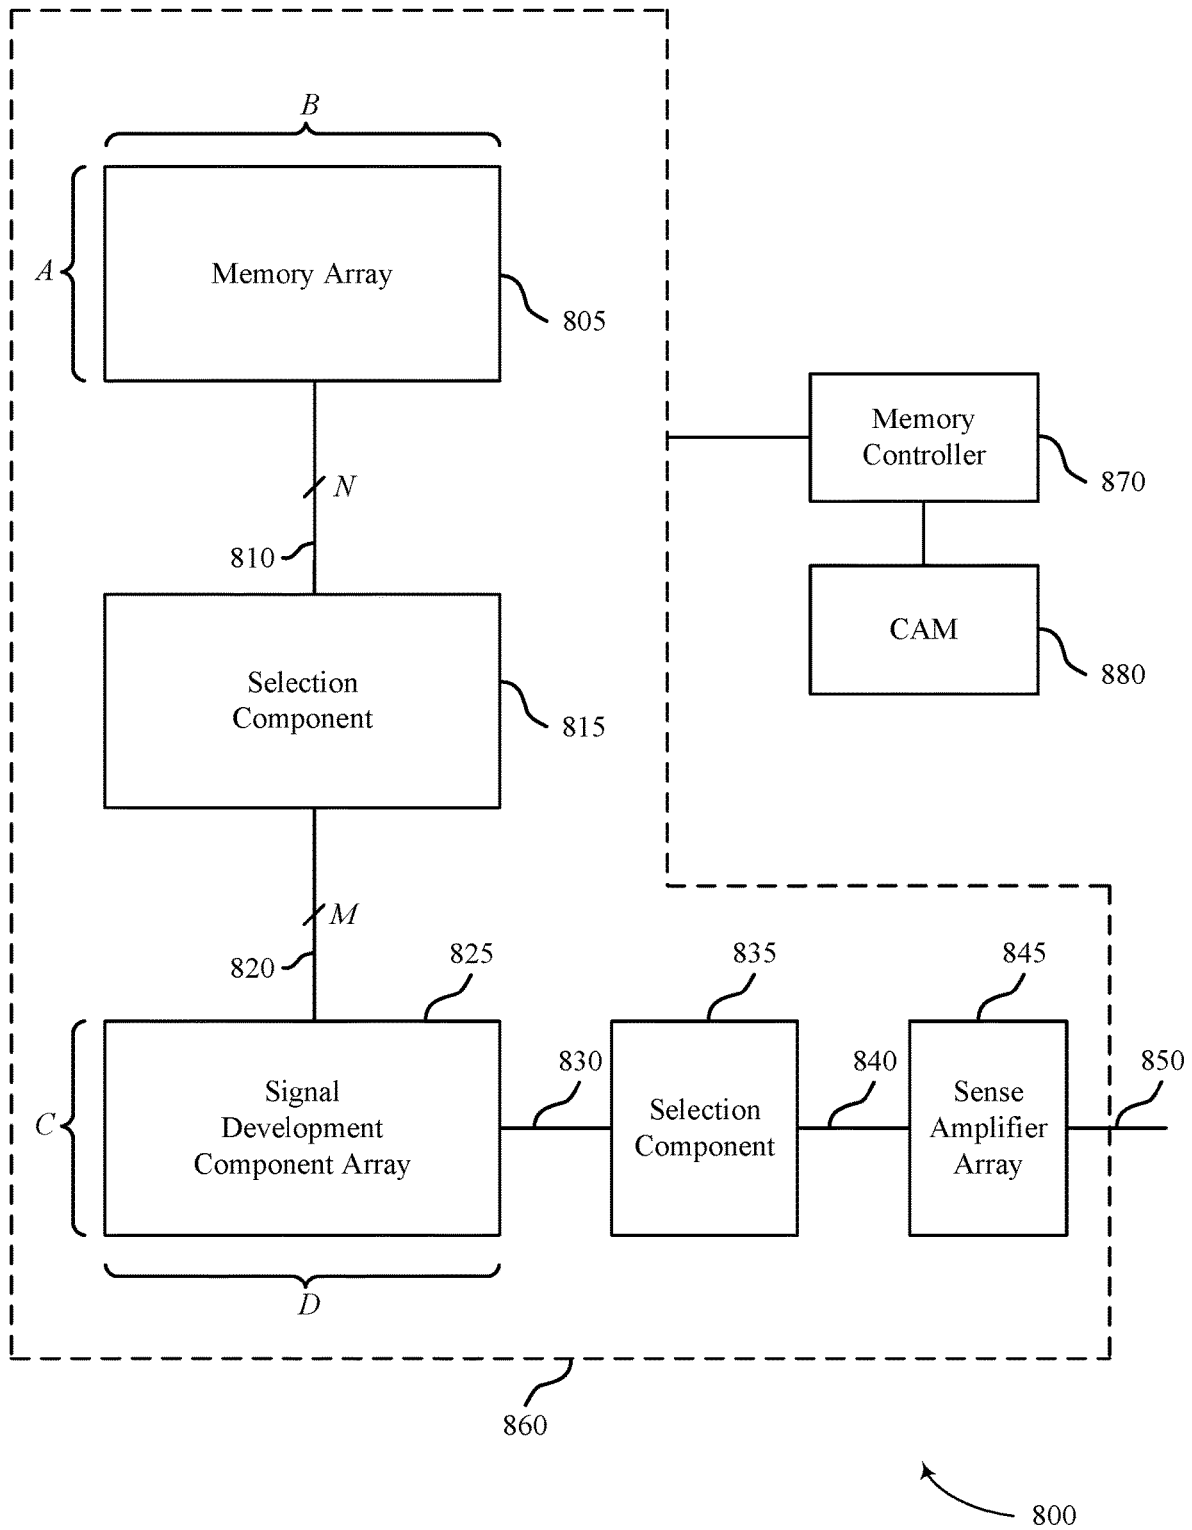 B
A
Memory Array
805
Memory
Controller
870
N
810
CAM
880
Selection
Component
815
M
820
825
835
845
C
Signal
Development
Component Array
830
Selection
Component
840
Sense
Amplifier
Array
850
D
860
800